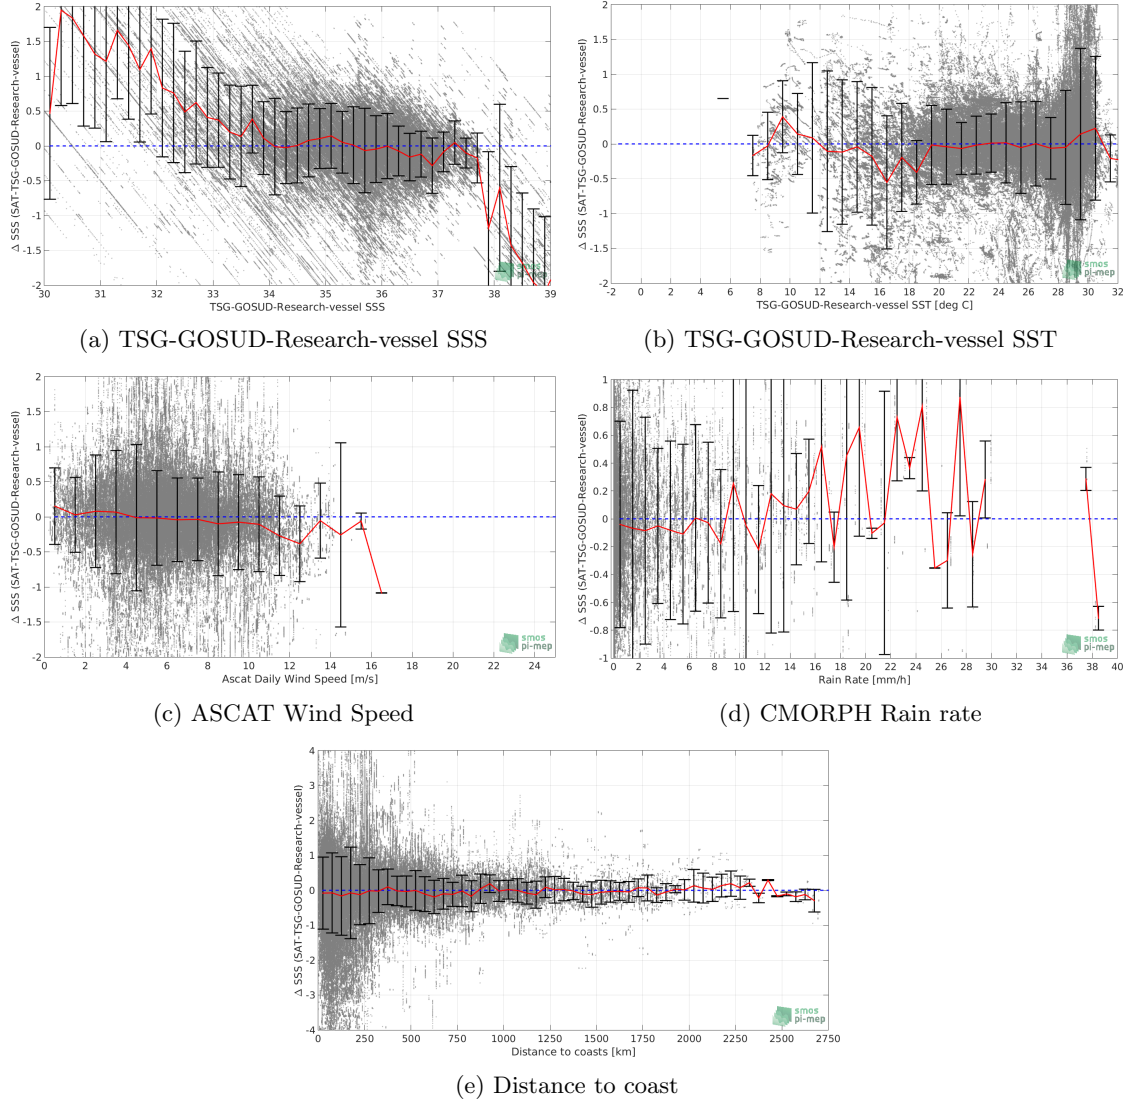 Δ SSS (SAT-TSG-GOSUD-Research-vessel)
2
1.5
1
0.5
0
-0.5
-1
-1.5
-2
30 31 32 33 34 35 36 37 38 39
TSG-GOSUD-Research-vessel SSS
smos
pi-mep
(a) TSG-GOSUD-Research-vessel SSS
Δ SSS (SAT-TSG-GOSUD-Research-vessel)
2
1.5
1
0.5
0
-0.5
-1
-1.5
-2
-2 0 2 4 6 8 10 12 14 16 18 20 22 24 26 28 30 32
TSG-GOSUD-Research-vessel SST [deg C]
smos
pi-mep
(b) TSG-GOSUD-Research-vessel SST
Δ SSS (SAT-TSG-GOSUD-Research-vessel)
2
1.5
1
0.5
0
-0.5
-1
-1.5
-2
0 2 4 6 8 10 12 14 16 18 20 22 24
Ascat Daily Wind Speed [m/s]
smos
pi-mep
(c) ASCAT Wind Speed
Δ SSS (SAT-TSG-GOSUD-Research-vessel)
1
0.8
0.6
0.4
0.2
0
-0.2
-0.4
-0.6
-0.8
-1
0 2 4 6 8 10 12 14 16 18 20 22 24 26 28 30 32 34 36 38 40
Rain Rate [mm/h]
smos
pi-mep
(d) CMORPH Rain rate
Δ SSS (SAT-TSG-GOSUD-Research-vessel)
4
3
2
1
0
-1
-2
-3
-4
0 250 500 750 1000 1250 1500 1750 2000 2250 2500 2750
Distance to coasts [km]
smos
pi-mep
(e) Distance to coast